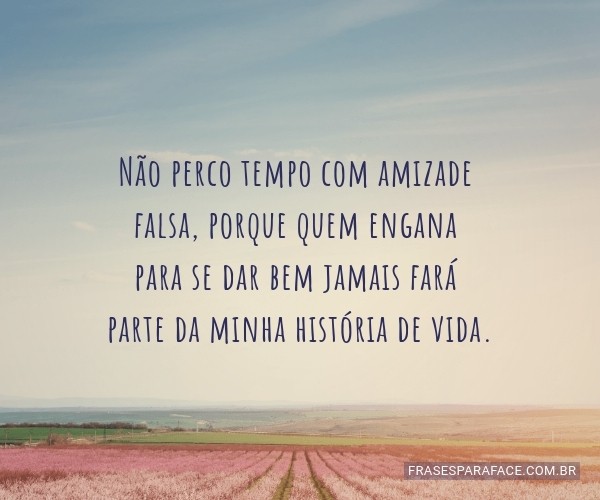 Não perco tempo com amizade
falsa, porque quem engana
para se dar bem jamais fará
parte da minha história de vida.
FRASESPARAFACE.COM.BR